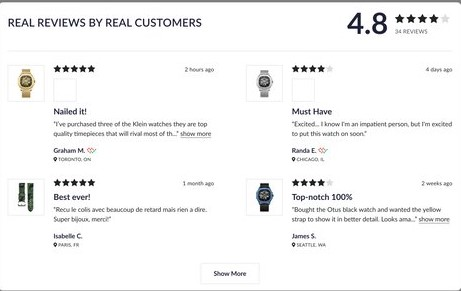 REAL REVIEWS BY REAL CUSTOMERS
4.8
34 REVIEWS
2 hours ago
Nailed it!
"I've purchased three of the Klein watches they are top
quality timepieces that will rival most of th..." show more
Graham M.
TORONTO, ON
4 days ago
Must Have
"Excited... I know I'm an impatient person, but I'm excited
to put this watch on soon."
Randa E.
CHICAGO, IL
1 month ago
Best ever!
"Recu le colis avec beaucoup de retard mais rien a dire.
Super bijoux, merci!"
Isabelle C.
PARIS, FR
2 weeks ago
Top-notch 100%
"Bought the Otus black watch and wanted the yellow
strap to show it in better detail. Looks ama..." show more
James S.
SEATTLE, WA
Show More